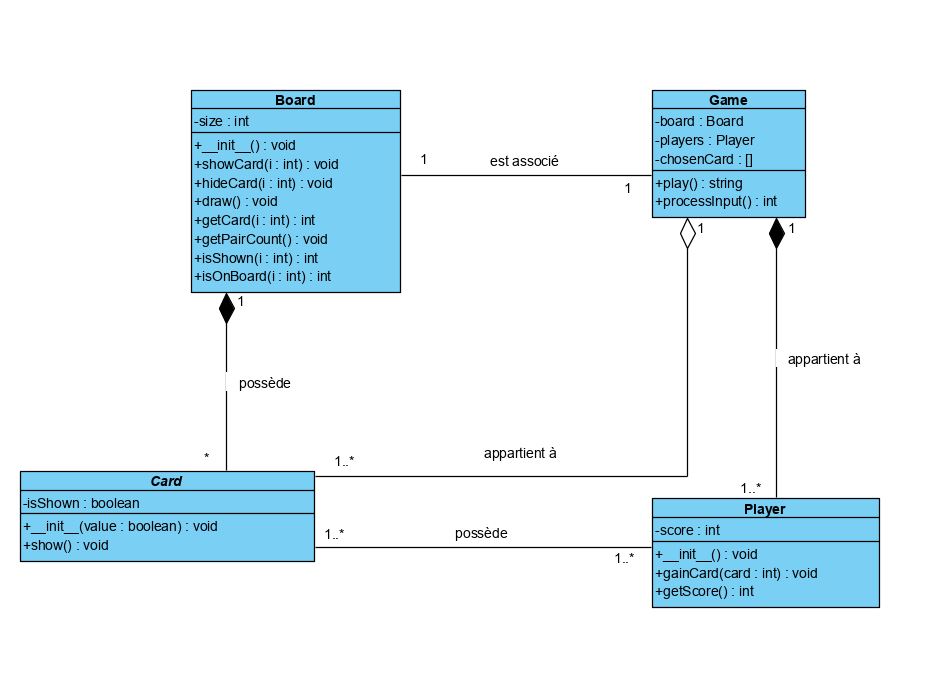 Board
-size : int
+__init__() : void
+showCard(i : int) : void
+hideCard(i : int) : void
+draw() : void
+getCard(i : int) : int
+getPairCount() : void
+isShown(i : int) : int
+isOnBoard(i : int) : int
1
est associé
1
Game
-board : Board
-players : Player
-chosenCard : []
+play() : string
+processInput() : int
1
1
1
possède
appartient à
*
1..*
appartient à
1..*
Card
-isShown : boolean
+__init__(value : boolean) : void
+show() : void
1..*
possède
1..*
Player
-score : int
+__init__() : void
+gainCard(card : int) : void
+getScore() : int